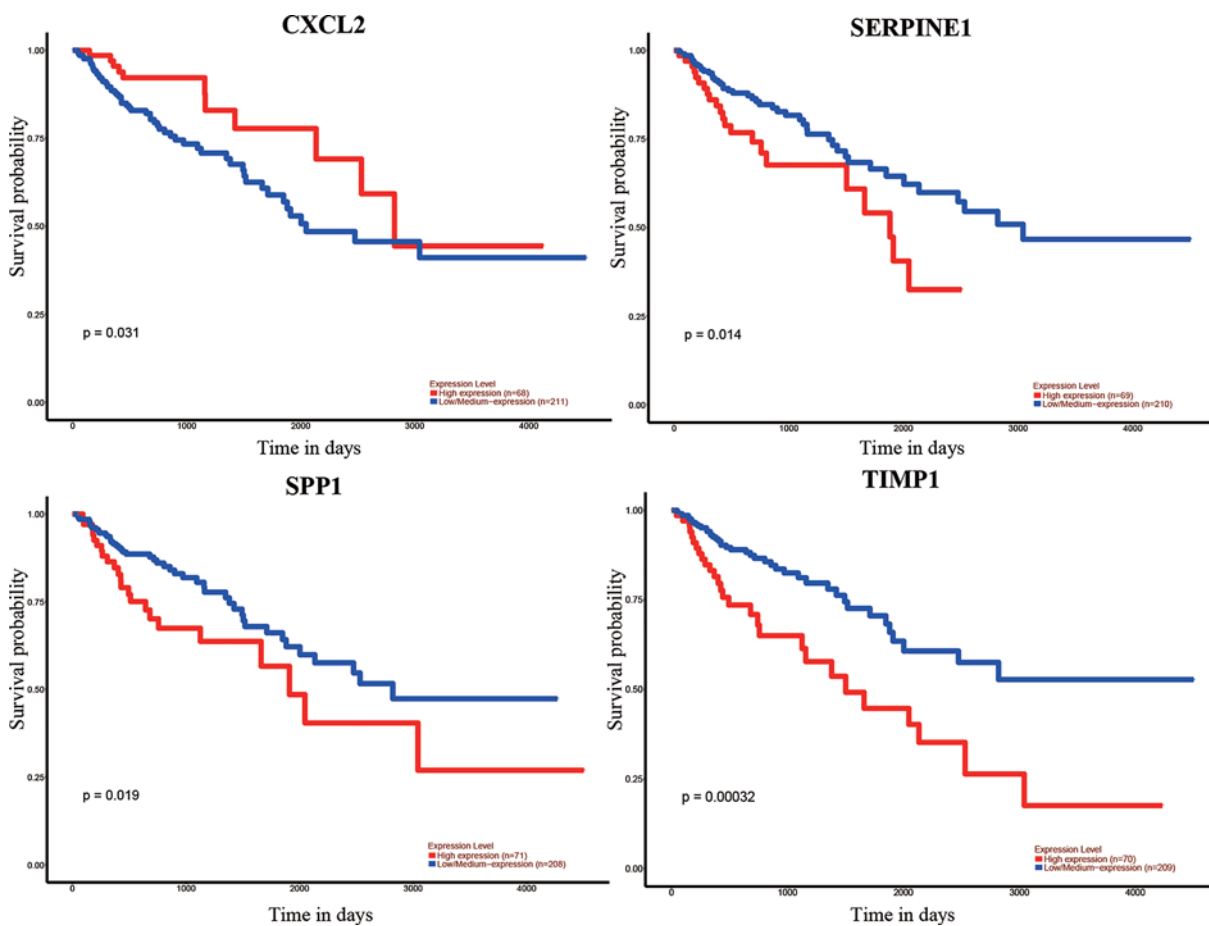 CXCL2
Survival probability
1.00
0.75
0.50
0.25
0.00
p = 0.031
Expression Level
High expression (n=68)
Low/Medium−expression (n=211)
0
1000
2000
3000
4000
Time in days
SERPINE1
Survival probability
1.00
0.75
0.50
0.25
0.00
p = 0.014
Expression Level
High expression (n=69)
Low/Medium−expression (n=210)
0
1000
2000
3000
4000
Time in days
SPP1
Survival probability
1.00
0.75
0.50
0.25
0.00
p = 0.019
Expression Level
High expression (n=71)
Low/Medium−expression (n=208)
0
1000
2000
3000
4000
Time in days
TIMP1
Survival probability
1.00
0.75
0.50
0.25
0.00
p = 0.00032
Expression Level
High expression (n=70)
Low/Medium−expression (n=209)
0
1000
2000
3000
4000
Time in days